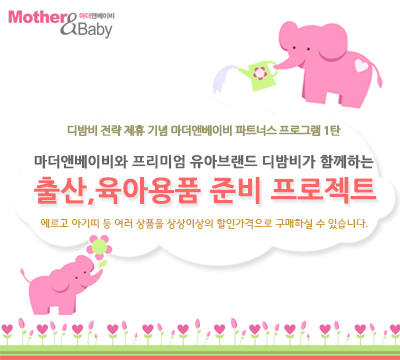 Mother&Baby
마더앤베이비
디밤비 전략 제휴 기념 마더앤베이비 파트너스 프로그램 1탄
마더앤베이비와 프리미엄 유아브랜드 디밤비가 함께하는
출산,육아용품 준비 프로젝트
에르고 아기띠 등 여러 상품을 상상이상의 할인가격으로 구매하실 수 있습니다.